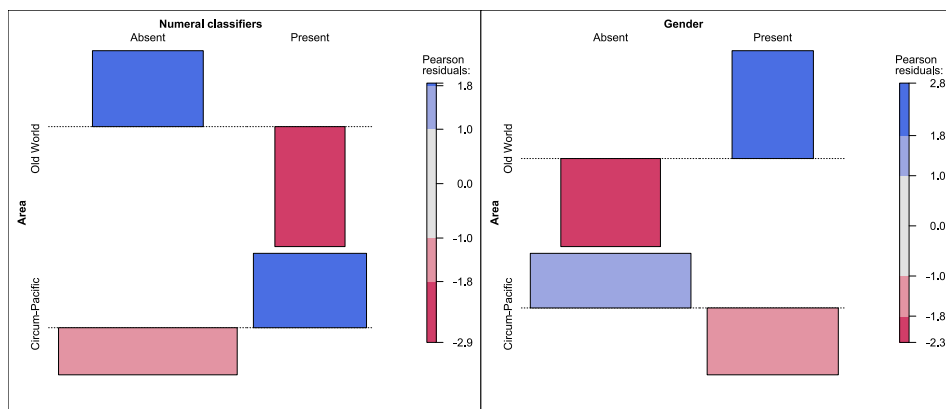 Numeral classifiers
Absent Present
Pearson
residuals:
1.8
1.0
0.0
-1.0
-1.8
-2.9
Area
Old World
Circum-Pacific
Gender
Absent Present
Pearson
residuals:
2.8
1.8
1.0
0.0
-1.0
-1.8
-2.3
Area
Old World
Circum-Pacific